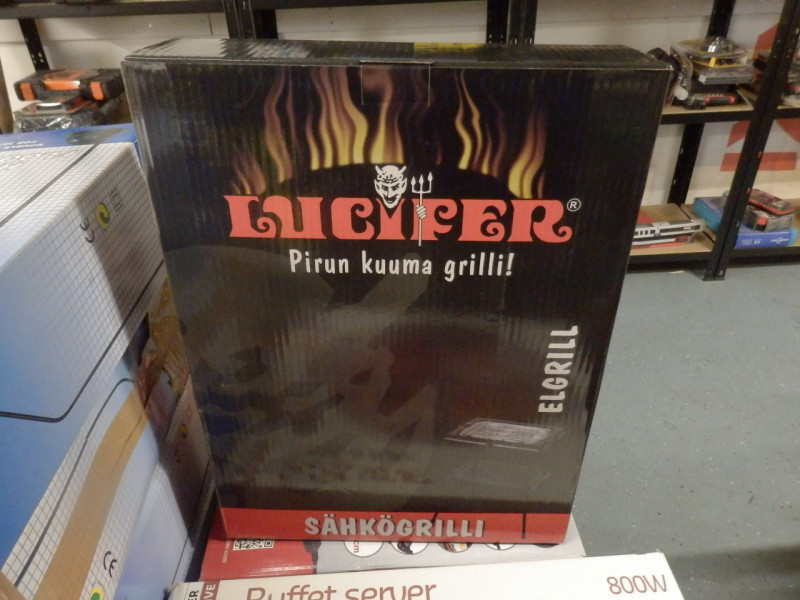 LUCIFER®
Pirun kuuma grilli!
ELGRILL
SÄHKÖGRILLI
Buffet server
800W